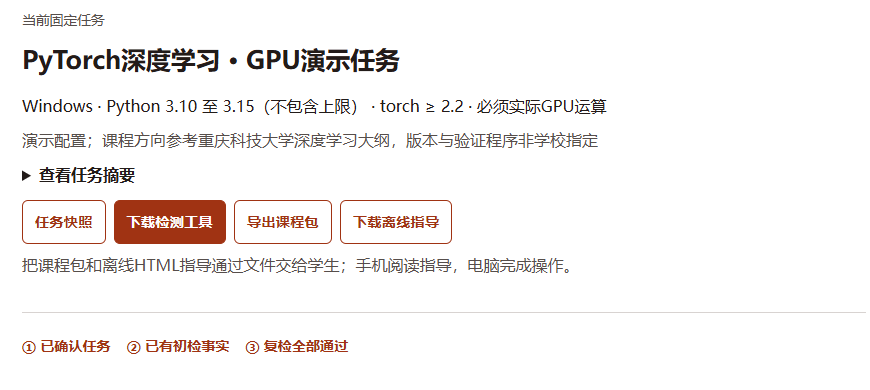 当前固定任务
PyTorch深度学习 · GPU演示任务
Windows · Python 3.10 至 3.15（不包含上限） · torch ≥ 2.2 · 必须实际GPU运算
演示配置；课程方向参考重庆科技大学深度学习大纲，版本与验证程序非学校指定
▶ 查看任务摘要
任务快照 下载检测工具 导出课程包 下载离线指导
把课程包和离线HTML指导通过文件交给学生；手机阅读指导，电脑完成操作。
① 已确认任务 ② 已有初检事实 ③ 复检全部通过